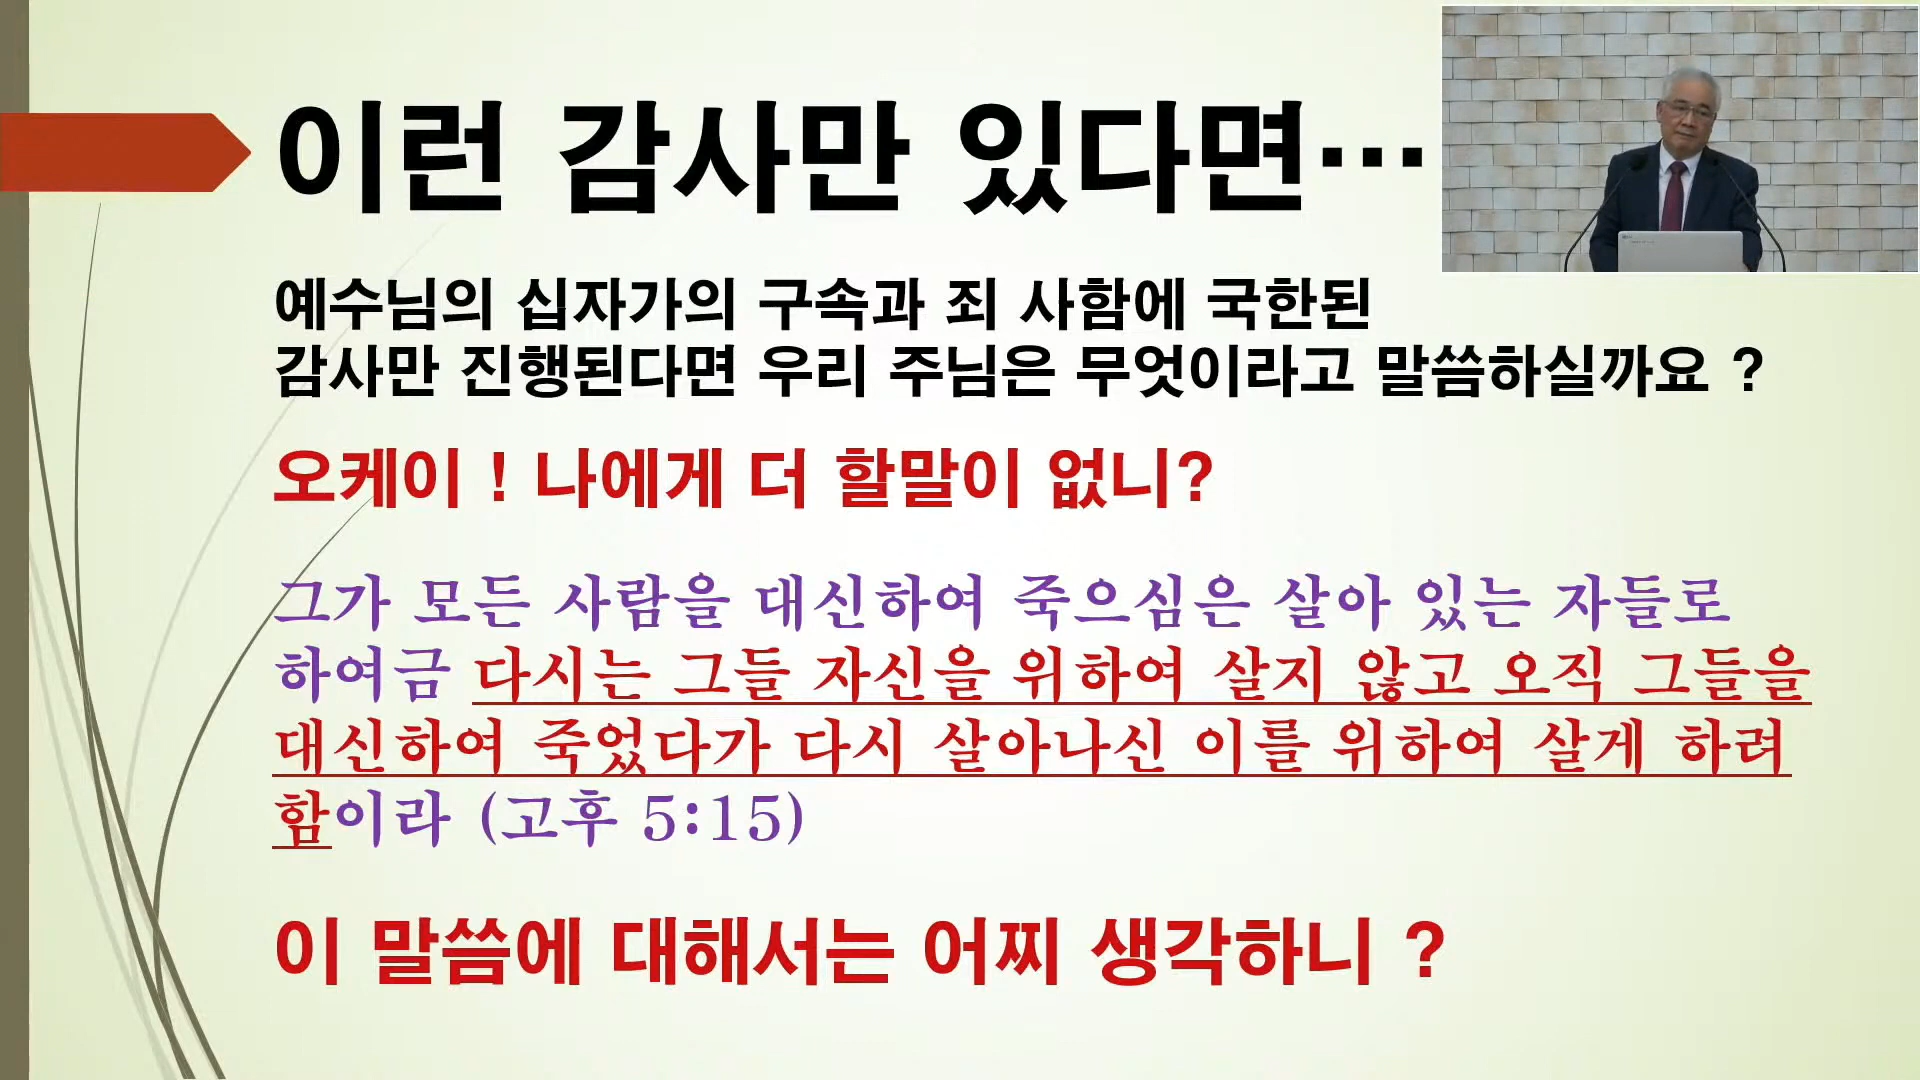 이런 감사만 있다면…
예수님의 십자가의 구속과 죄 사함에 국한된
감사만 진행된다면 우리 주님은 무엇이라고 말씀하실까요 ?
오케이 ! 나에게 더 할말이 없니?
그가 모든 사람을 대신하여 죽으심은 살아 있는 자들로
하여금 다시는 그들 자신을 위하여 살지 않고 오직 그들을
대신하여 죽었다가 다시 살아나신 이를 위하여 살게 하려
함이라 (고후 5:15)
이 말씀에 대해서는 어찌 생각하니 ?